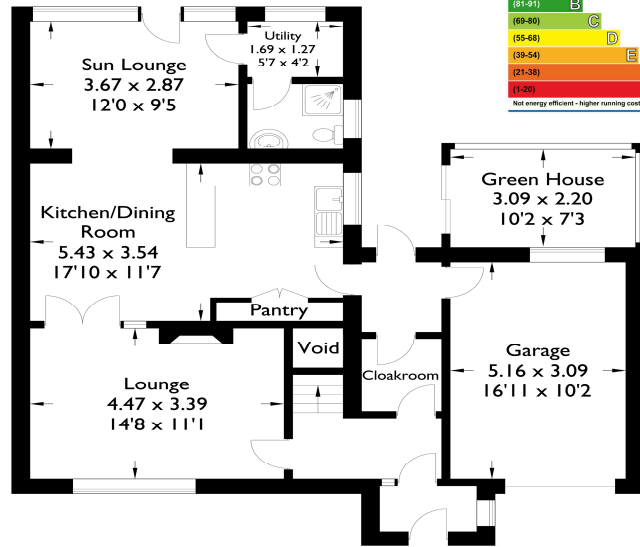 Sun Lounge
3.67 x 2.87
12'0 x 9'5
Utility
1.69 x 1.27
5'7 x 4'2
(81-91) B
(69-80) C
(55-68) D
(39-54) E
(21-38)
(1-20)
Not energy efficient - higher running cost
Green House
3.09 x 2.20
10'2 x 7'3
Kitchen/Dining
Room
5.43 x 3.54
17'10 x 11'7
Pantry
Void
Cloakroom
Lounge
4.47 x 3.39
14'8 x 11'1
Garage
5.16 x 3.09
16'11 x 10'2